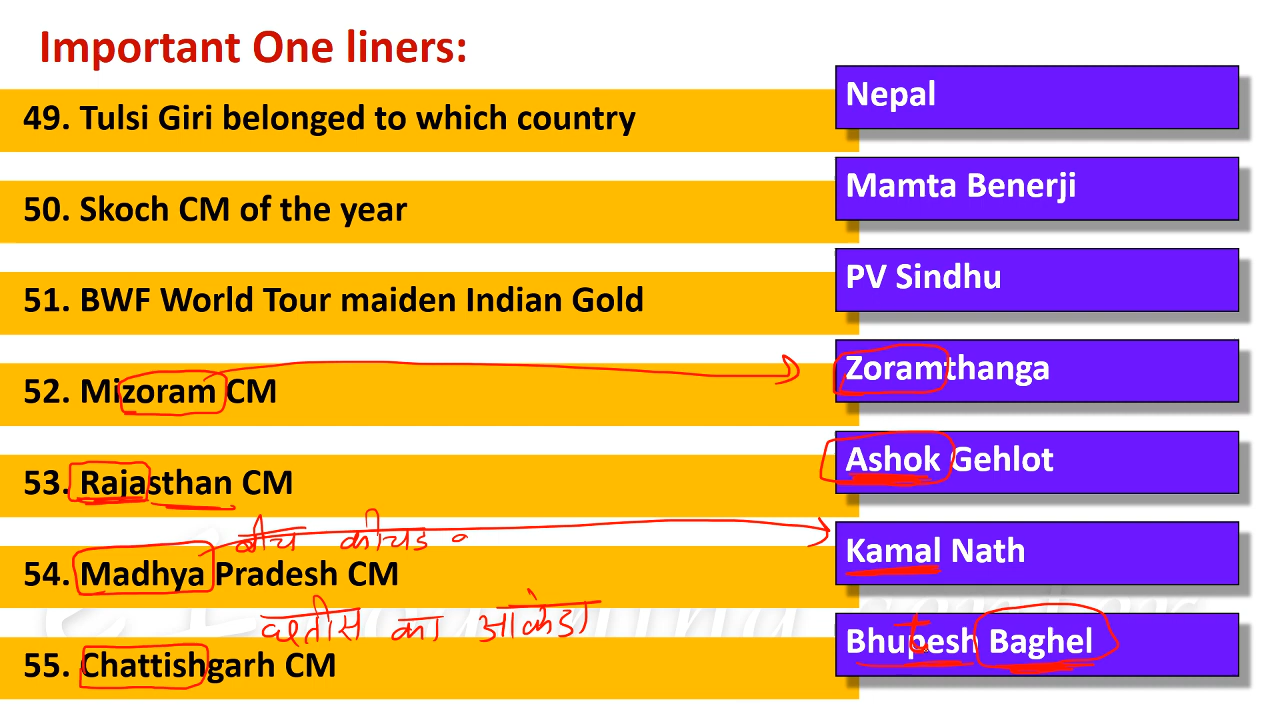 Important One liners:
49. Tulsi Giri belonged to which country
Nepal
50. Skoch CM of the year
Mamta Benerji
51. BWF World Tour maiden Indian Gold
PV Sindhu
52. Mizoram CM
Zoramthanga
53. Rajasthan CM
Ashok Gehlot
बीच कीचड़
54. Madhya Pradesh CM
Kamal Nath
छतीस का आकंडा
55. Chattishgarh CM
Bhupesh Baghel